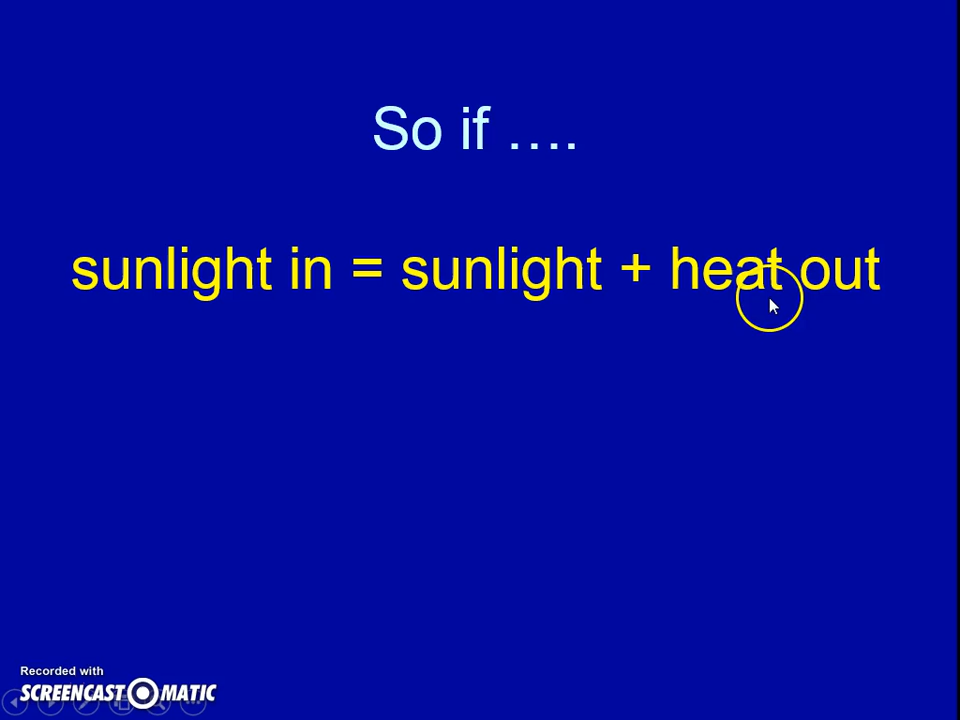 So if ….
sunlight in = sunlight + heat out
Recorded with
SCREENCAST MATIC